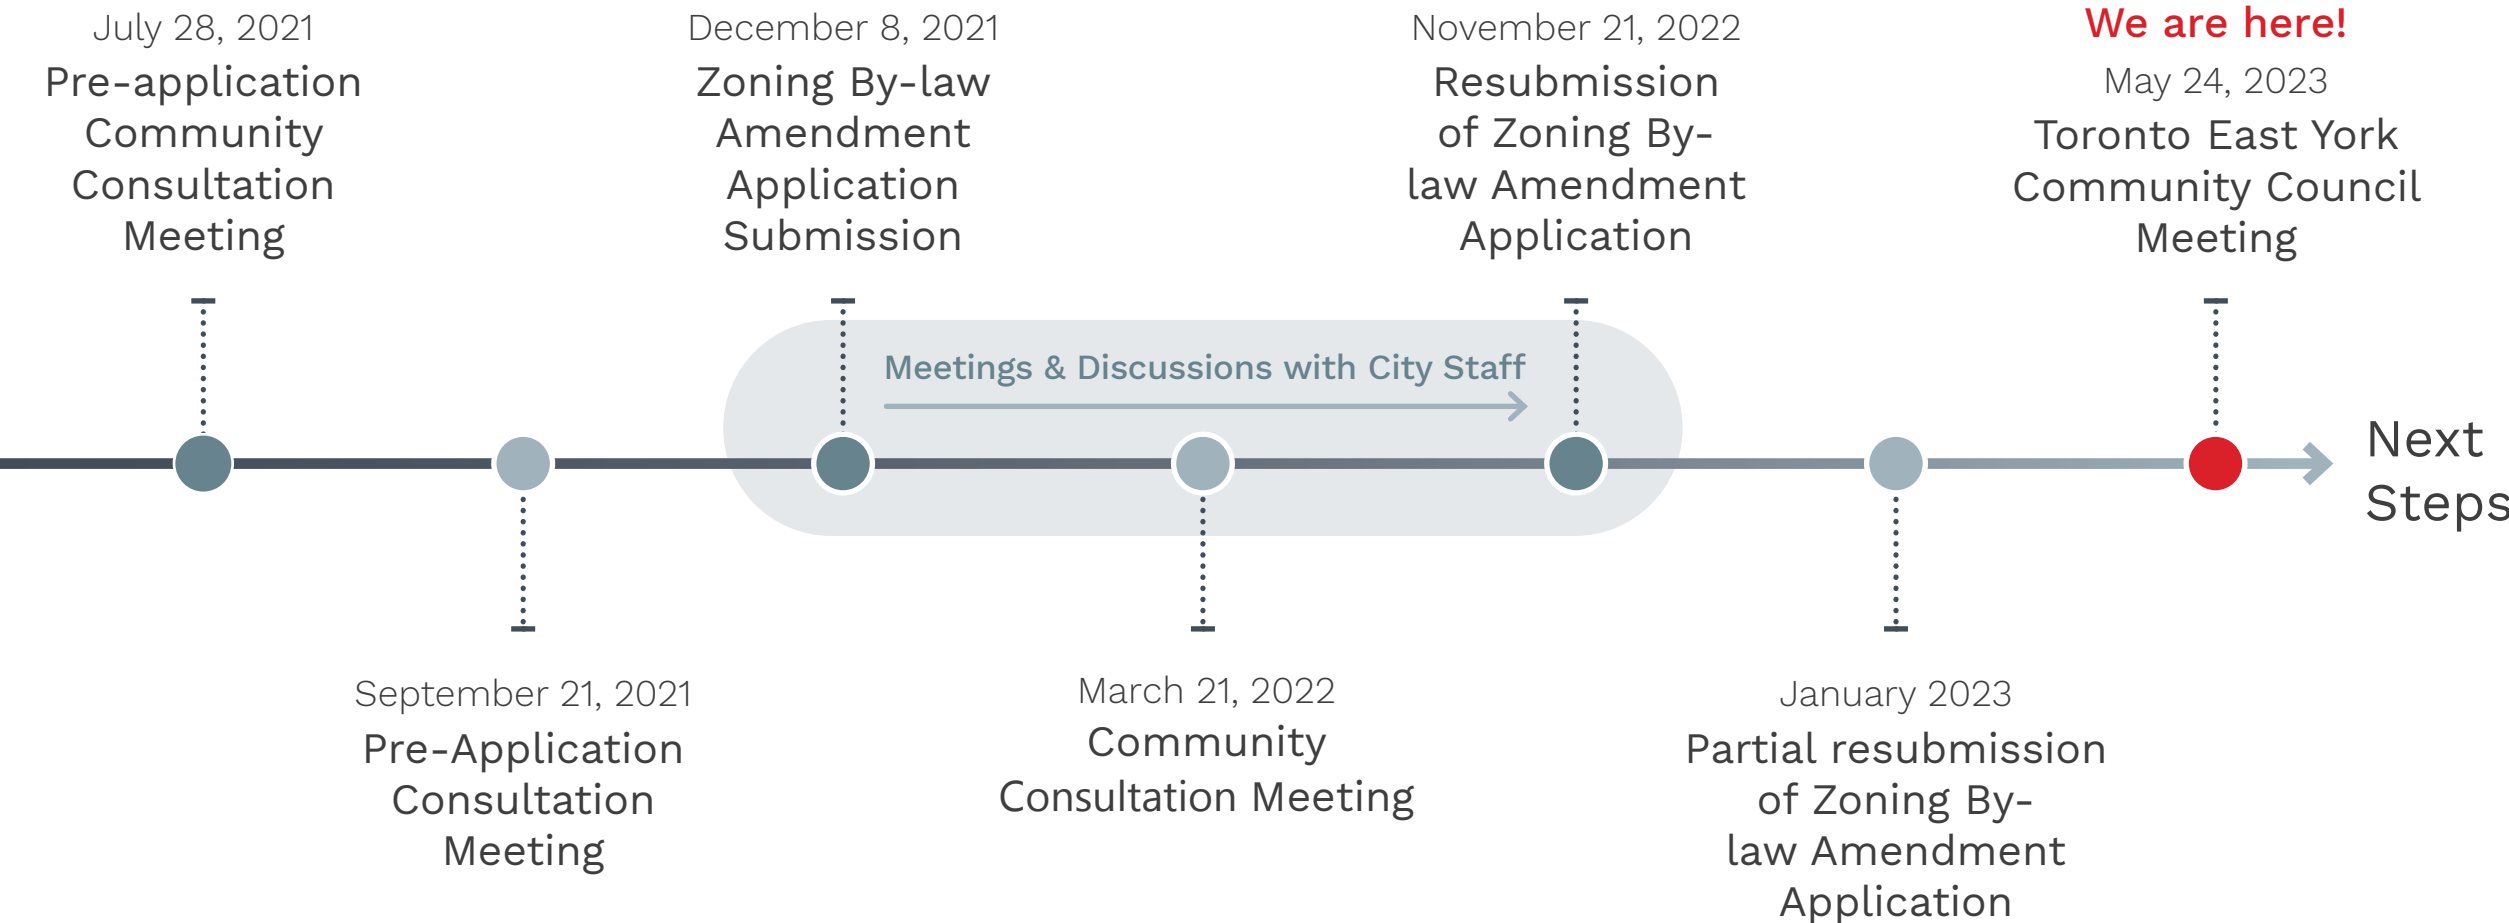 July 28, 2021
Pre-application
Community
Consultation
Meeting
December 8, 2021
Zoning By-law
Amendment
Application
Submission
November 21, 2022
Resubmission
of Zoning By-
law Amendment
Application
We are here!
May 24, 2023
Toronto East York
Community Council
Meeting
Meetings & Discussions with City Staff
Next
Steps
September 21, 2021
Pre-Application
Consultation
Meeting
March 21, 2022
Community
Consultation Meeting
January 2023
Partial resubmission
of Zoning By-
law Amendment
Application